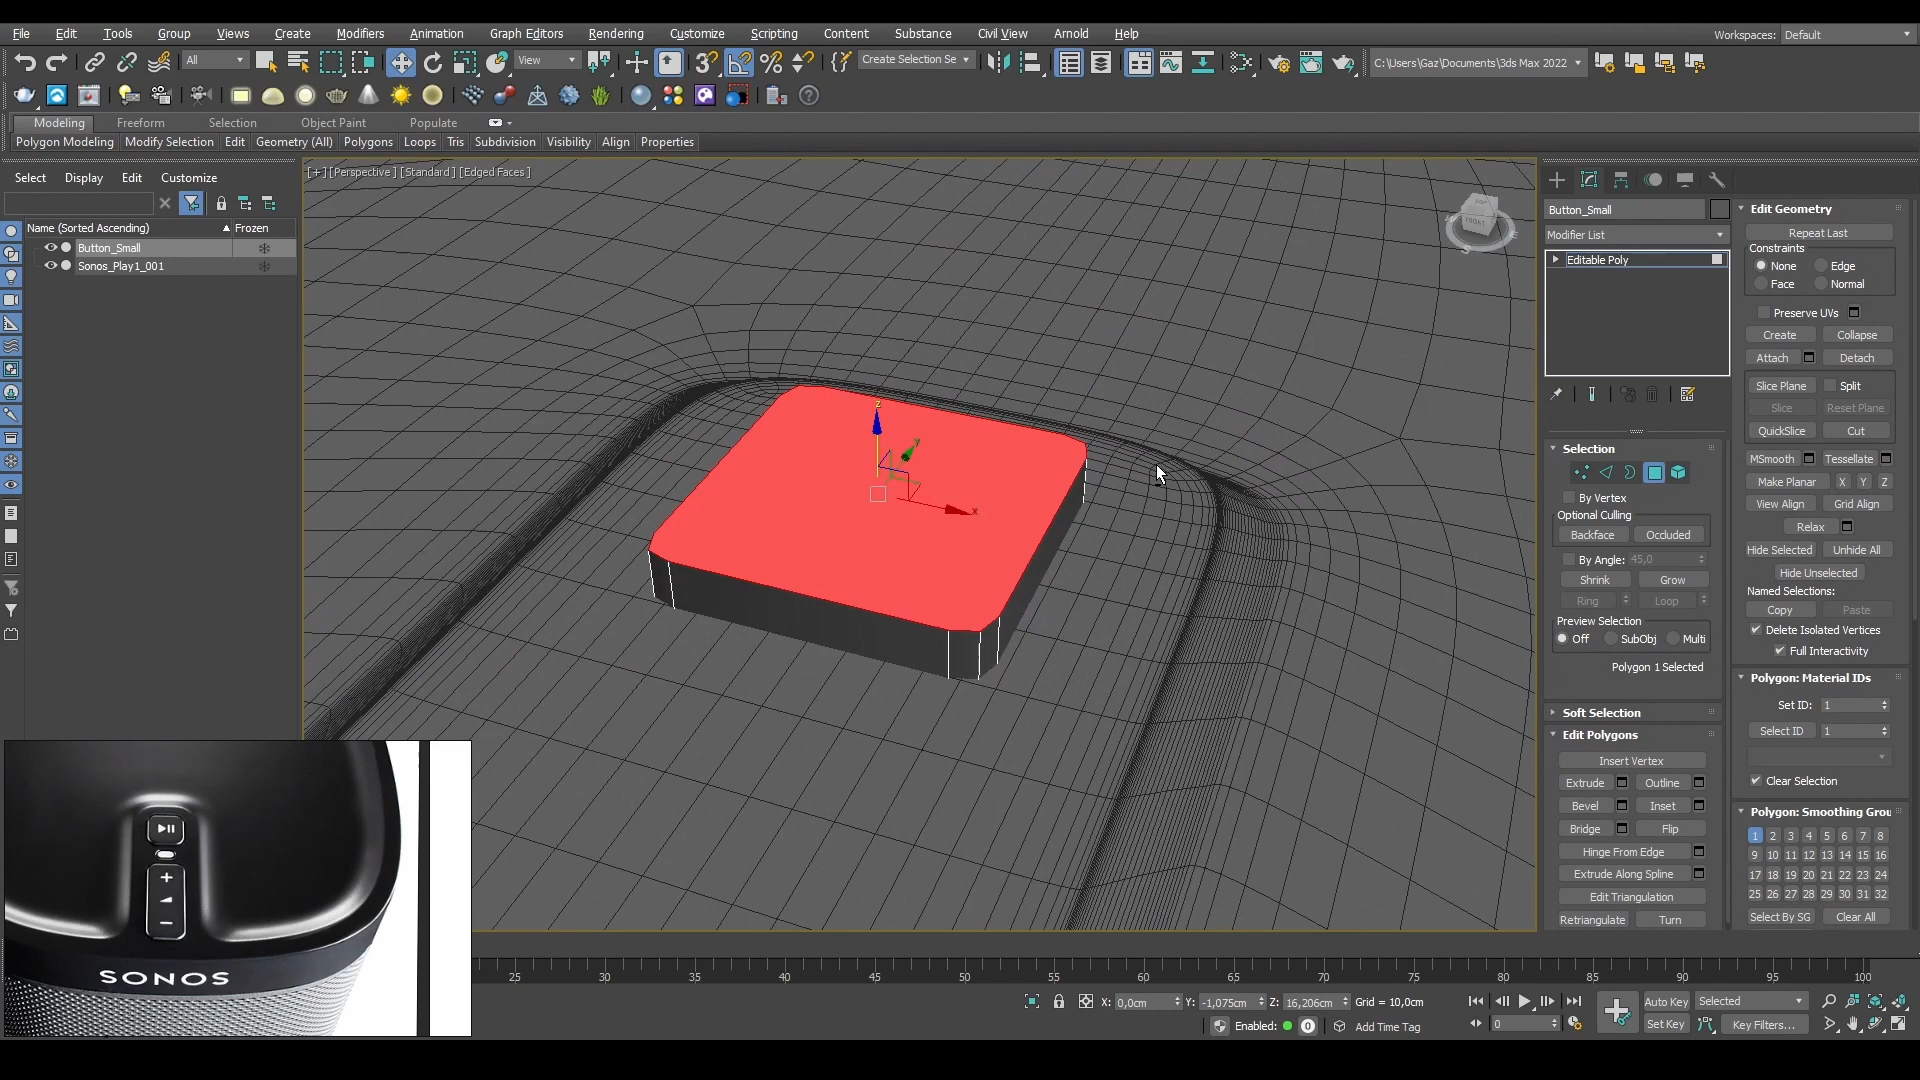 File Edit Tools Group Views Create Modifiers Animation Graph Editors Rendering Customize Scripting Content Substance Civil View Arnold Help Workspaces: Default
All View Create Selection Se C:\Users\Gaz\Documents\3ds Max 2022
Modeling Freeform Selection Object Paint Populate
Polygon Modeling Modify Selection Edit Geometry (All) Polygons Loops Tris Subdivision Visibility Align Properties
Select Display Edit Customize
Name (Sorted Ascending) Frozen
Button_Small
Sonos_Play1_001
[+] [Perspective ] [Standard ] [Edged Faces ]
z
y
x
FRONT
Button_Small
Modifier List
Editable Poly
Selection
By Vertex
Optional Culling
Backface Occluded
By Angle: 45,0
Shrink Grow
Ring Loop
Preview Selection
Off SubObj Multi
Polygon 1 Selected
Soft Selection
Edit Polygons
Insert Vertex
Extrude Outline
Bevel Inset
Bridge Flip
Hinge From Edge
Extrude Along Spline
Edit Triangulation
Retriangulate Turn
Edit Geometry
Repeat Last
Constraints
None Edge
Face Normal
Preserve UVs
Create Collapse
Attach Detach
Slice Plane Split
Slice Reset Plane
QuickSlice Cut
MSmooth Tessellate
Make Planar X Y Z
View Align Grid Align
Relax
Hide Selected Unhide All
Hide Unselected
Named Selections:
Copy Paste
Delete Isolated Vertices
Full Interactivity
Polygon: Material IDs
Set ID: 1
Select ID 1
Clear Selection
Polygon: Smoothing Grou
1 2 3 4 5 6 7 8
9 10 11 12 13 14 15 16
17 18 19 20 21 22 23 24
25 26 27 28 29 30 31 32
Select By SG Clear All
SONOS
25 30 35 40 45 50 55 60 65 70 75 80 85 90 95 100
X: 0,0cm Y: -1,075cm Z: 16,206cm Grid = 10,0cm
Enabled: 0 Add Time Tag
0
Auto Key Selected
Set Key Key Filters...